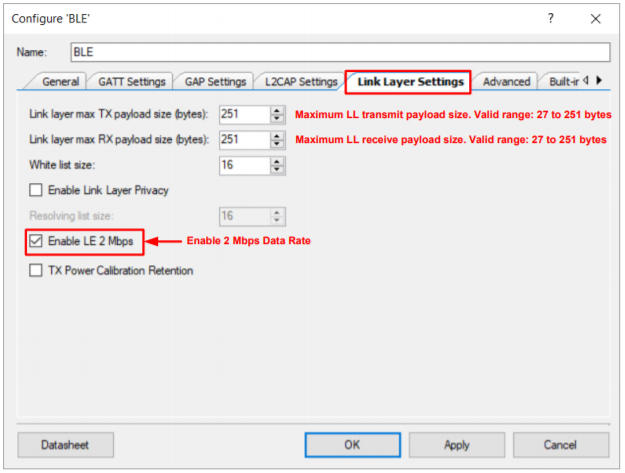 Configure 'BLE'
Name: BLE
General GATT Settings GAP Settings L2CAP Settings Link Layer Settings Advanced Built-ir
Link layer max TX payload size (bytes): 251 Maximum LL transmit payload size. Valid range: 27 to 251 bytes
Link layer max RX payload size (bytes): 251 Maximum LL receive payload size. Valid range: 27 to 251 bytes
White list size: 16
Enable Link Layer Privacy
Resolving list size: 16
Enable LE 2 Mbps Enable 2 Mbps Data Rate
TX Power Calibration Retention
Datasheet OK Apply Cancel